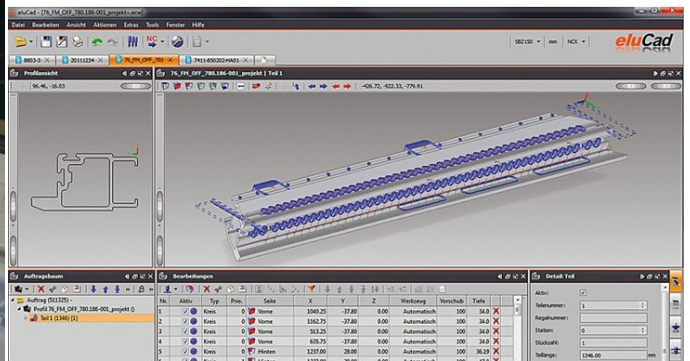 eluCad - [76_FM_OFF_780.186-001_projekt~.ecw]
Datei Bearbeiten Ansicht Aktionen Extras Tools Fenster Hilfe
NC SBZ150 mm NCX eluCad
8803-3 20111234 76_FM_OFF_780 7411-850202+HA01
Profilansicht 76_FM_OFF_780.186-001_projekt | Teil 1
96.46, -16.03 -426.72, -922.33, -779.91
Auftragsbaum Bearbeitungen Detail: Teil
Auftrag (511325) -
Profil 76_FM_OFF_780.186-001_projekt ()
Teil 1 (1346) [1]
Nr. Aktiv Typ Prio. Seite X Y Z Werkzeug Vorschub Tiefe
1 Kreis 0 Vorne 1040.25 -37.80 0.00 Automatisch 100 34.0
2 Kreis 0 Vorne 1162.75 -37.80 0.00 Automatisch 100 34.0
3 Kreis 0 Vorne 513.25 -37.80 0.00 Automatisch 100 34.0
4 Kreis 0 Vorne 635.75 -37.80 0.00 Automatisch 100 34.0
5 Kreis 0 Hinten 1237.00 28.00 0.00 Automatisch 100 36.19
Aktiv:
Teilenummer: 1
Regalnummer:
Station: 0
Stückzahl: 1
Teillänge: 1346.00 mm